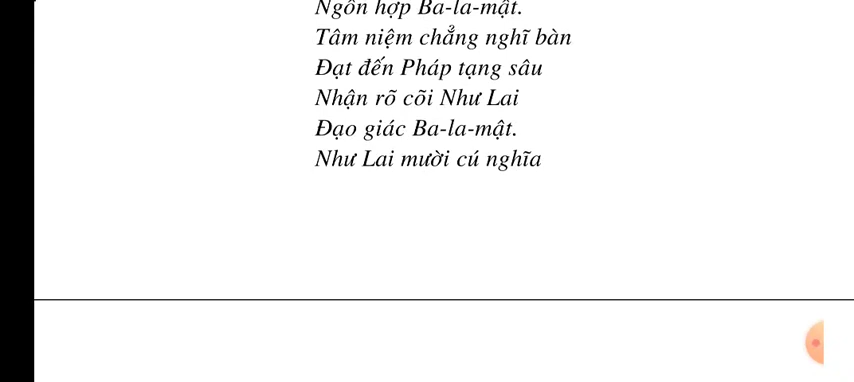 Ngôn hợp Ba-la-mật.
Tâm niệm chẳng nghĩ bàn
Đạt đến Pháp tạng sâu
Nhận rõ cõi Như Lai
Đạo giác Ba-la-mật.
Như Lai mười cú nghĩa